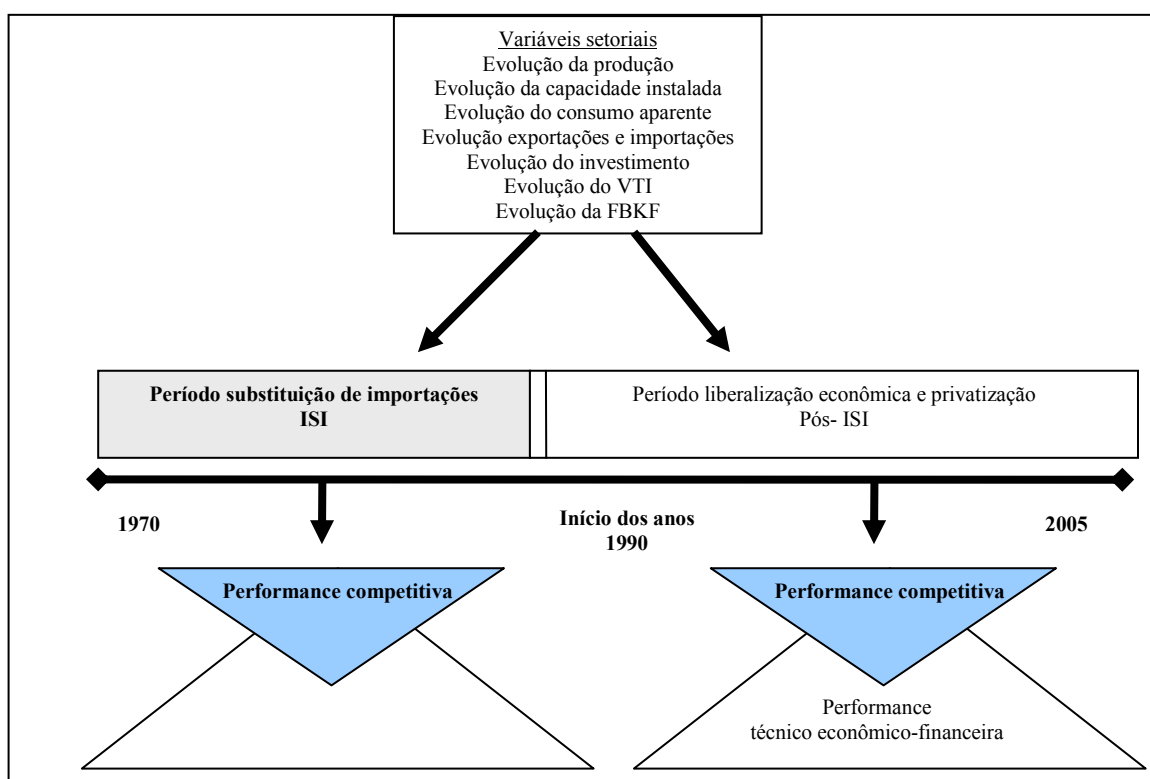 Variáveis setoriais
Evolução da produção
Evolução da capacidade instalada
Evolução do consumo aparente
Evolução exportações e importações
Evolução do investimento
Evolução do VTI
Evolução da FBKF
Período substituição de importações
ISI
Período liberalização econômica e privatização
Pós- ISI
1970
Início dos anos
1990
2005
Performance competitiva
Performance competitiva
Performance
técnico econômico-financeira